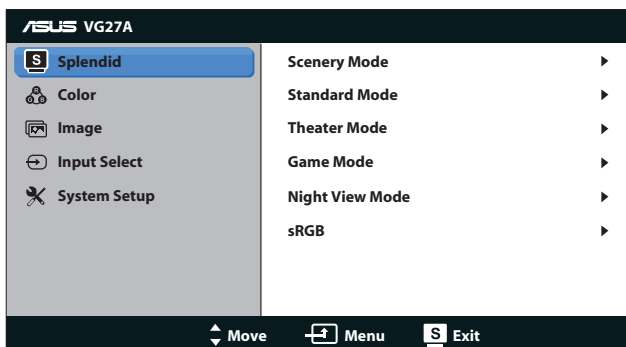 ASUS VG27A
S Splendid
Color
Image
Input Select
System Setup
Scenery Mode
Standard Mode
Theater Mode
Game Mode
Night View Mode
sRGB
Move Menu S Exit